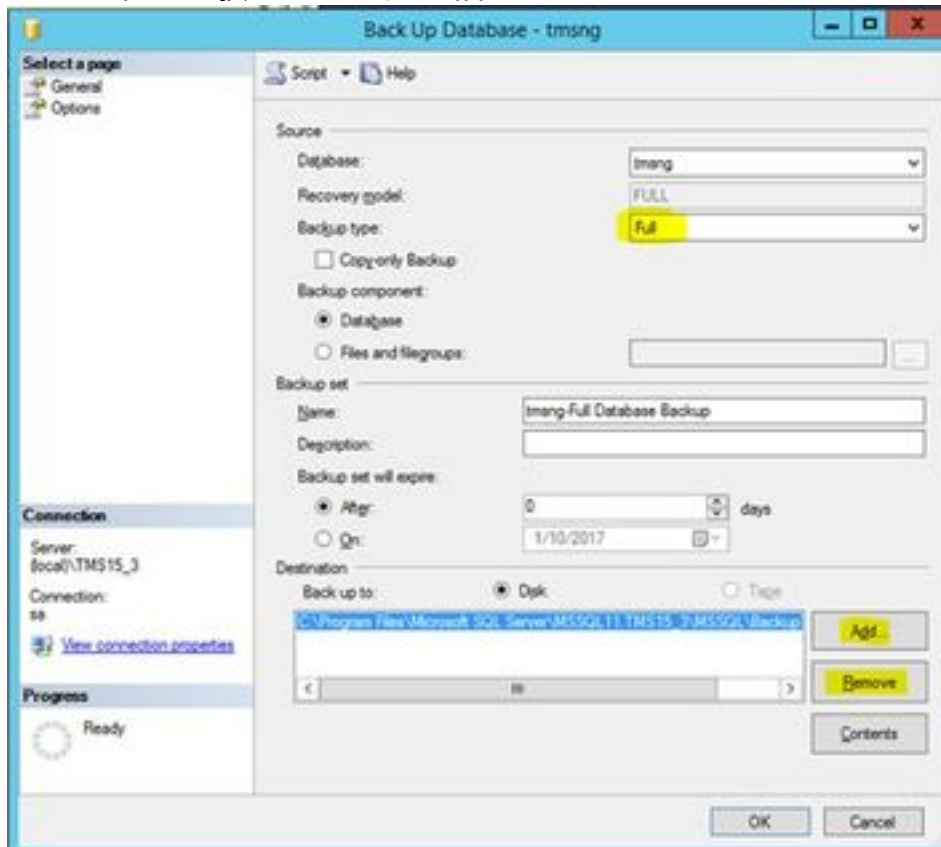 Back Up Database - tmsng
Select a page
General
Options
Script
Help
Source
Database:
tmsng
Recovery model:
FULL
Backup type:
Full
Copy-only Backup
Backup component:
Database
Files and filegroups:
...
Backup set
Name:
tmsng-Full Database Backup
Description:
Backup set will expire:
After:
0
days
On:
1/10/2017
Connection
Server:
(local)\TMS15_3
Connection:
sa
View connection properties
Destination
Back up to:
Disk
Tape
C:\Program Files\Microsoft SQL Server\MSSQL11.TMS15_3\MSSQL\Backup
Add...
Remove
Contents
Progress
Ready
OK
Cancel